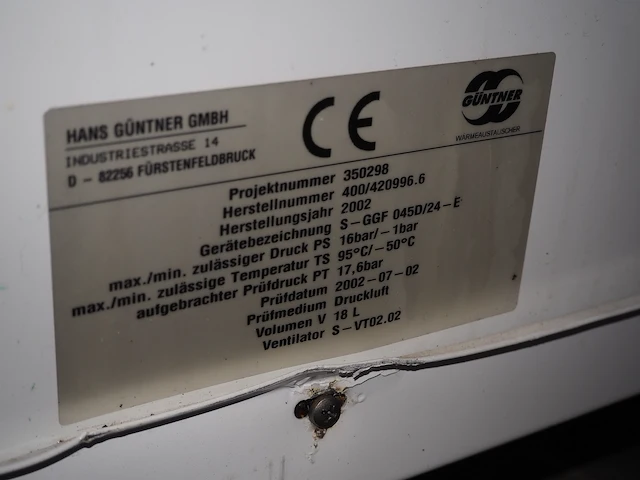 HANS GÜNTNER GMBH
INDUSTRIESTRASSE 14
D - 82256 FÜRSTENFELDBRUCK
CE
GÜNTNER
WÄRMEAUSTAUSCHER
Projektnummer 350298
Herstellnummer 400/420996.6
Herstellungsjahr 2002
Gerätebezeichnung S-GGF 045D/24-E
max./min. zulässiger Druck PS 16bar/-1bar
max./min. zulässige Temperatur TS 95°C/-50°C
aufgebrachter Prüfdruck PT 17,6bar
Prüfdatum 2002-07-02
Prüfmedium Druckluft
Volumen V 18 L
Ventilator S-VT02.02